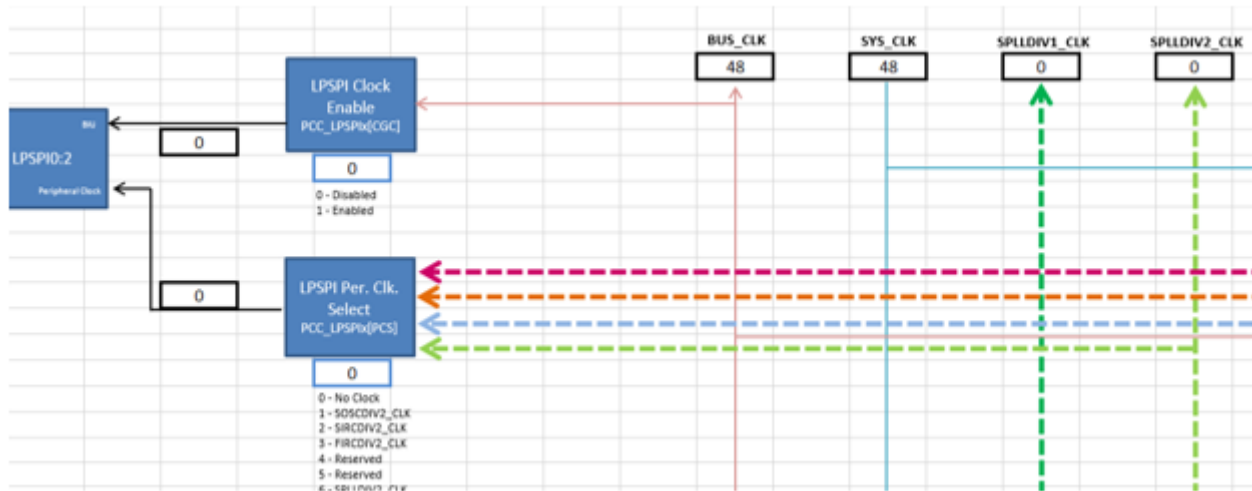 BUS_CLK
SYS_CLK
SPLLDIV1_CLK
SPLLDIV2_CLK
48
48
0
0
LPSPI Clock
Enable
PCC_LPSPIx[CGC]
BIU
0
LPSPI0:2
Peripheral Clock
0
0 - Disabled
1 - Enabled
LPSPI Per. Clk.
Select
PCC_LPSPIx[PCS]
0
0
0 - No Clock
1 - SOSCDIV2_CLK
2 - SIRCDIV2_CLK
3 - FIRCDIV2_CLK
4 - Reserved
5 - Reserved
6 - SPLLDIV2_CLK